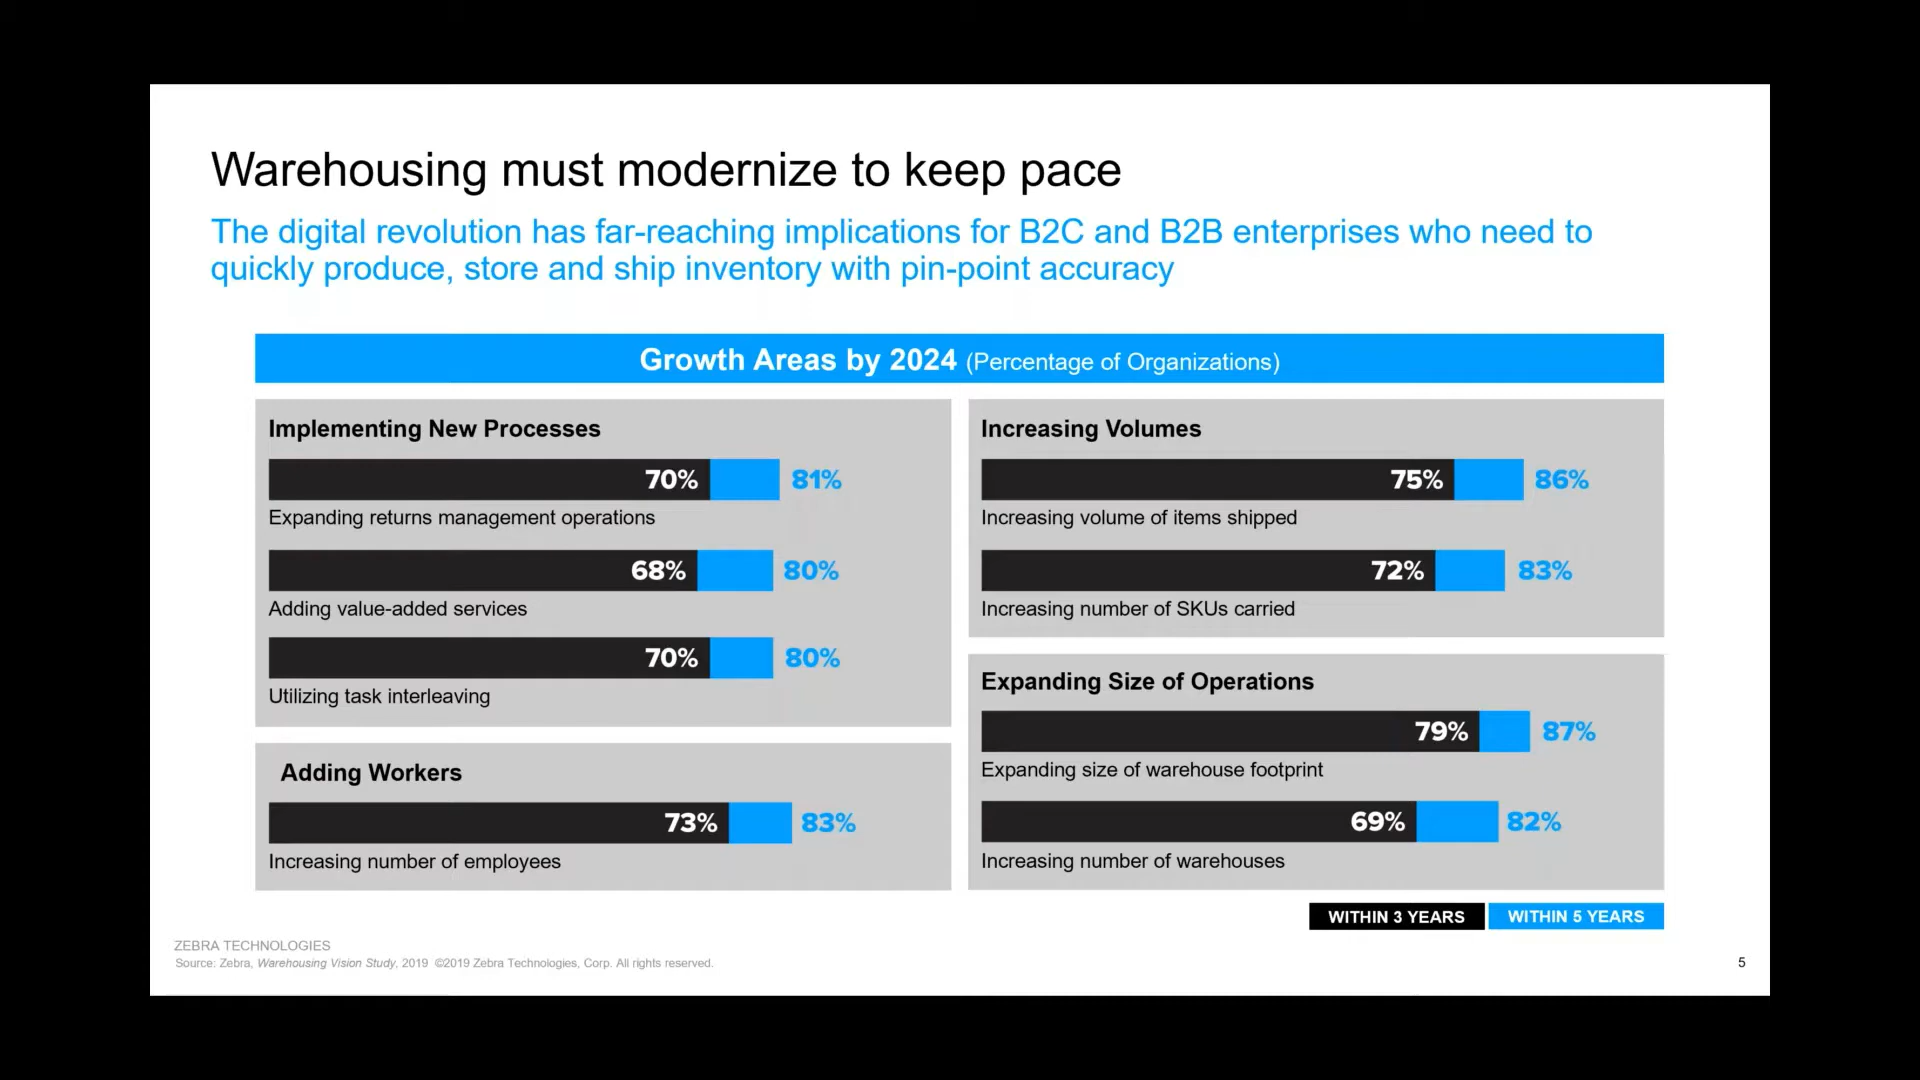 Warehousing must modernize to keep pace
The digital revolution has far-reaching implications for B2C and B2B enterprises who need to
quickly produce, store and ship inventory with pin-point accuracy
Growth Areas by 2024 (Percentage of Organizations)
Implementing New Processes
70% 81%
Expanding returns management operations
68% 80%
Adding value-added services
70% 80%
Utilizing task interleaving
Adding Workers
73% 83%
Increasing number of employees
Increasing Volumes
75% 86%
Increasing volume of items shipped
72% 83%
Increasing number of SKUs carried
Expanding Size of Operations
79% 87%
Expanding size of warehouse footprint
69% 82%
Increasing number of warehouses
WITHIN 3 YEARS WITHIN 5 YEARS
ZEBRA TECHNOLOGIES
Source: Zebra, Warehousing Vision Study, 2019 ©2019 Zebra Technologies, Corp. All rights reserved.
5